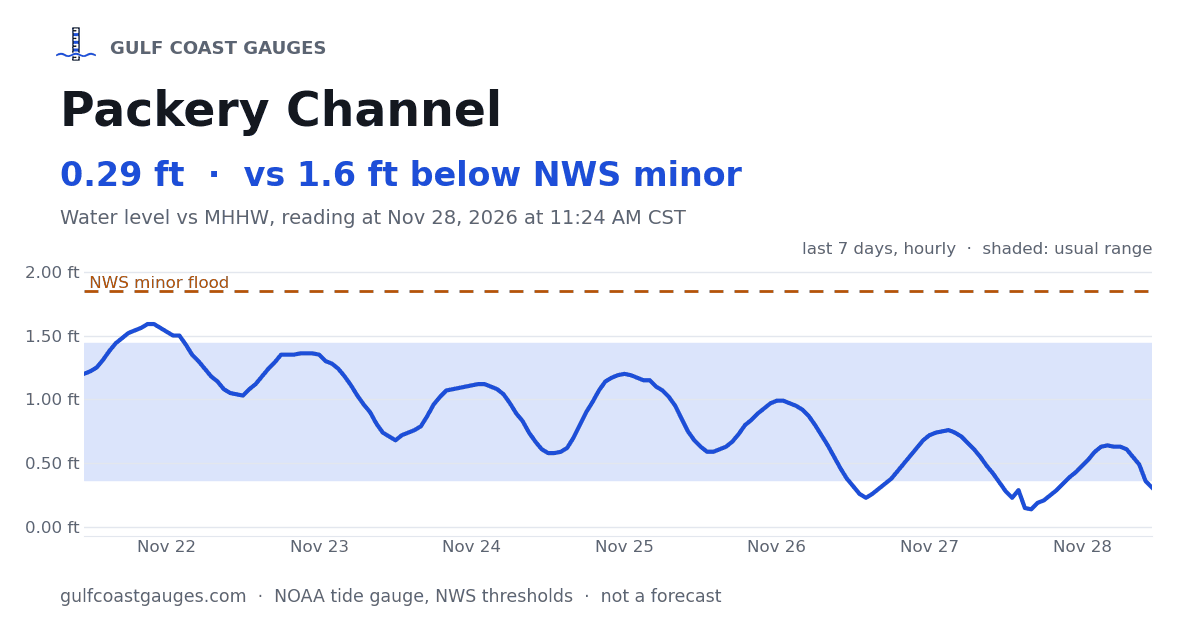 GULF COAST GAUGES
Packery Channel
0.29 ft · vs 1.6 ft below NWS minor
Water level vs MHHW, reading at Nov 28, 2026 at 11:24 AM CST
last 7 days, hourly · shaded: usual range
2.00 ft
NWS minor flood
1.50 ft
1.00 ft
0.50 ft
0.00 ft
Nov 22 Nov 23 Nov 24 Nov 25 Nov 26 Nov 27 Nov 28
gulfcoastgauges.com · NOAA tide gauge, NWS thresholds · not a forecast